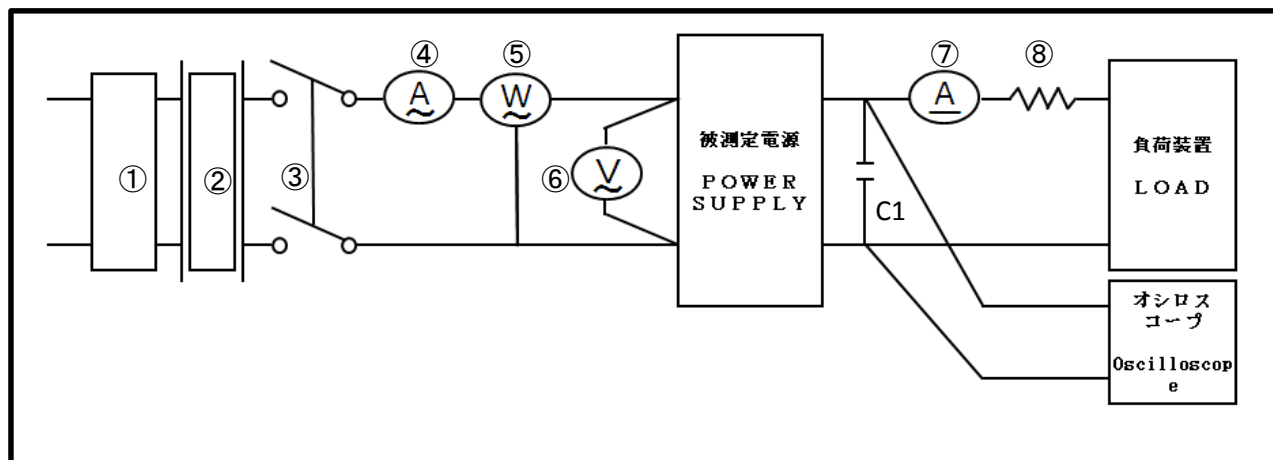 ④
⑤
⑦
⑧
A
W
A
①
②
③
⑥
V
被測定電源
POWER
SUPPLY
C1
負荷装置
LOAD
オシロス
コープ
Oscilloscop
e